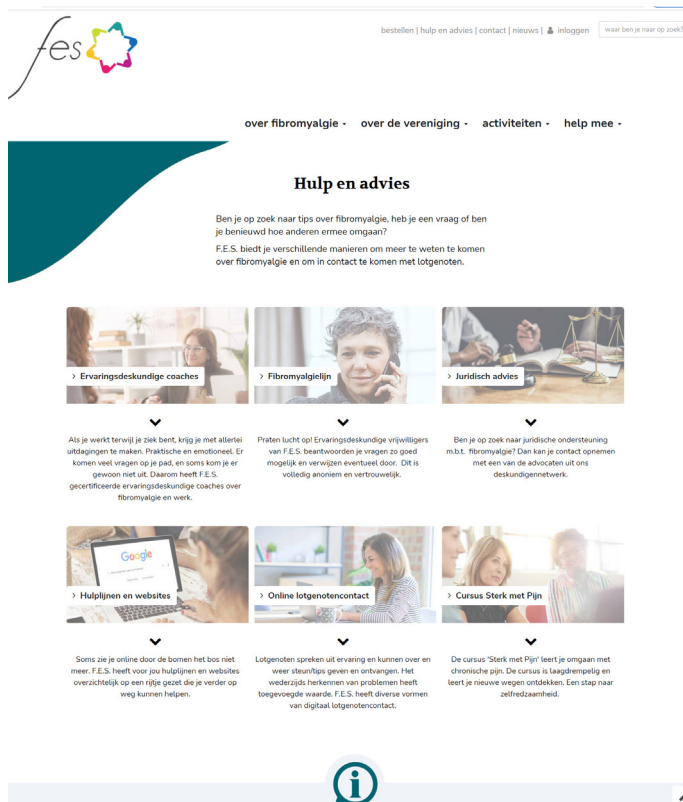 fes
bestellen | hulp en advies | contact | nieuws | inloggen
waar ben je naar op zoek?
over fibromyalgie
over de vereniging
activiteiten
help mee
Hulp en advies
Ben je op zoek naar tips over fibromyalgie, heb je een vraag of ben
je benieuwd hoe anderen ermee omgaan?
F.E.S. biedt je verschillende manieren om meer te weten te komen
over fibromyalgie en om in contact te komen met lotgenoten.
> Ervaringsdeskundige coaches
Als je werkt terwijl je ziek bent, krijg je met allerlei
uitdagingen te maken. Praktische en emotioneel. Er
komen veel vragen op je pad, en soms kom je er
gewoon niet uit. Daarom heeft F.E.S.
gecertificeerde ervaringsdeskundige coaches over
fibromyalgie en werk.
> Fibromyalgielijn
Praten lucht op! Ervaringsdeskundige vrijwilligers
van F.E.S. beantwoorden je vragen zo goed
mogelijk en verwijzen eventueel door. Dit is
volledig anoniem en vertrouwelijk.
> Juridisch advies
Ben je op zoek naar juridische ondersteuning
m.b.t. fibromyalgie? Dan kan je contact opnemen
met een van de advocaten uit ons
deskundigennetwerk.
Google
> Hulplijnen en websites
Soms zie je online door de bomen het bos niet
meer. F.E.S. heeft voor jou hulplijnen en websites
overzichtelijk op een rijtje gezet die je verder op
weg kunnen helpen.
> Online lotgenotencontact
Lotgenoten spreken uit ervaring en kunnen over en
weer steun/tips geven en ontvangen. Het
wederzijds herkennen van problemen heeft
toegevoegde waarde. F.E.S. heeft diverse vormen
van digitaal lotgenotencontact.
> Cursus Sterk met Pijn
De cursus 'Sterk met Pijn' leert je omgaan met
chronische pijn. De cursus is laagdrempelig en
leert je nieuwe wegen ontdekken. Een stap naar
zelfredzaamheid.
i